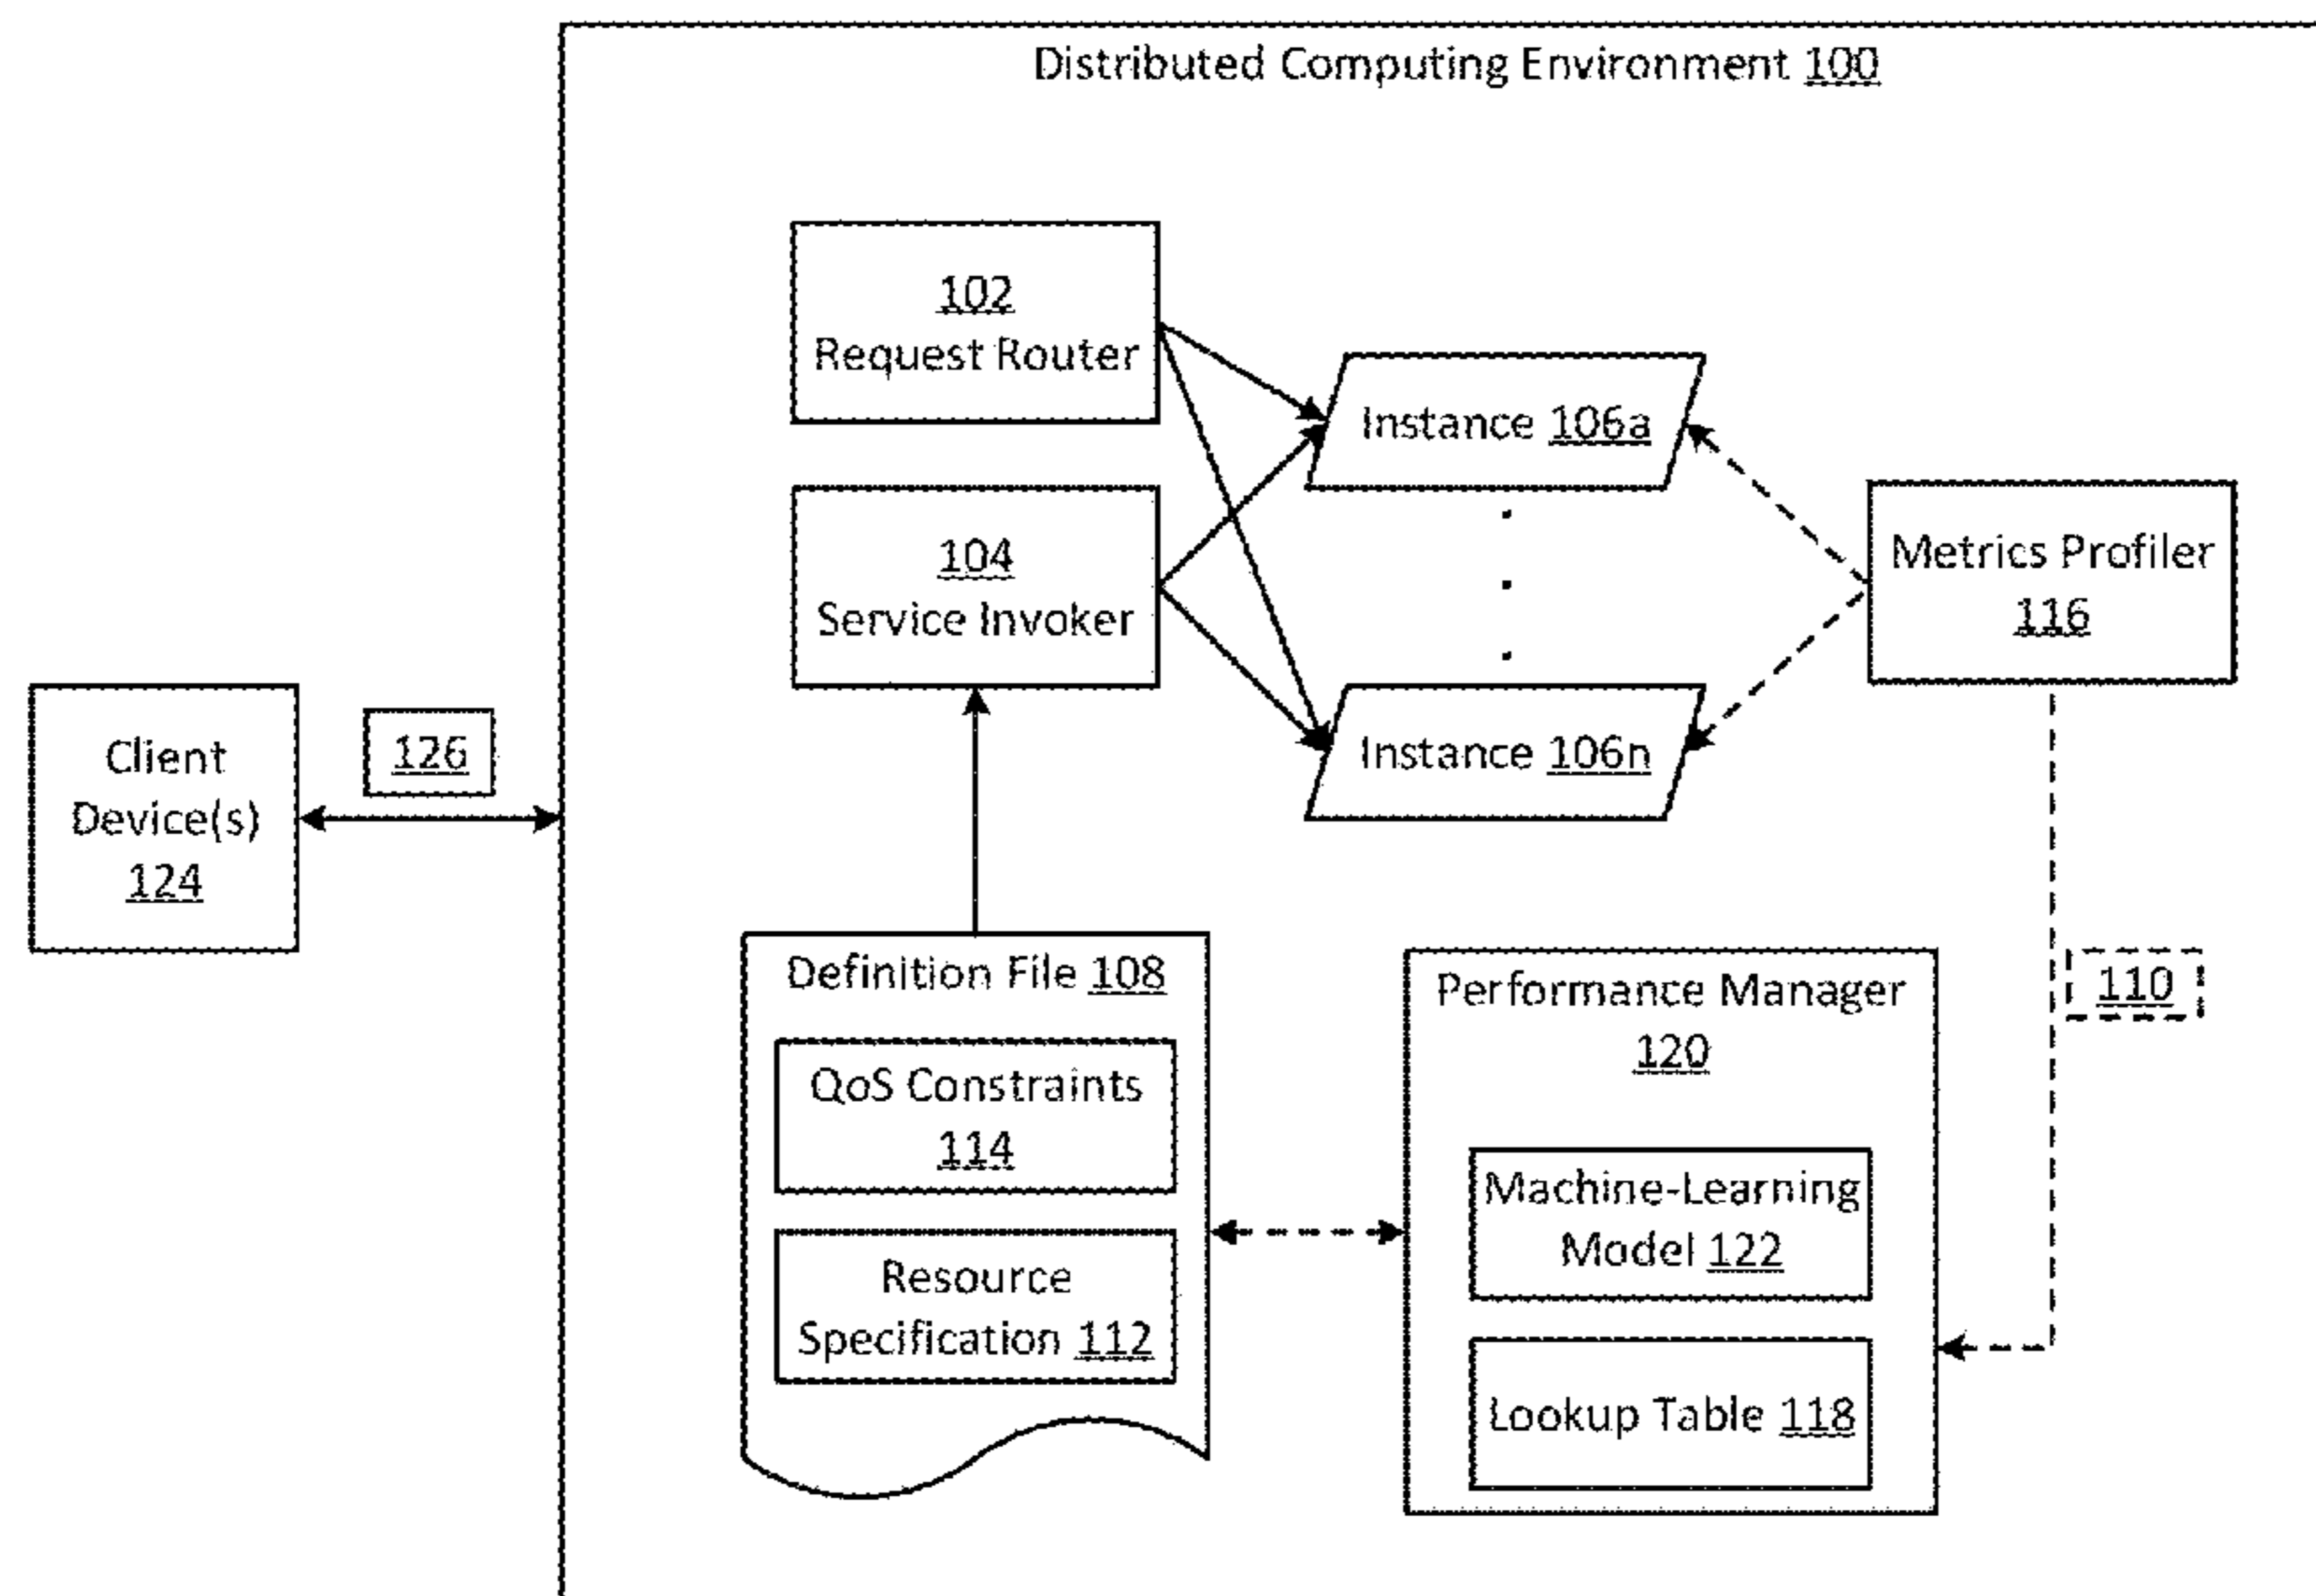 Distributed Computing Environment 100
102
Request Router
Instance 106a
104
Service Invoker
Metrics Profiler
116
Client
Device(s)
124
126
Instance 106n
Definition File 108
QoS Constraints
114
Resource
Specification 112
Performance Manager
120
110
Machine-Learning
Model 122
Lookup Table 118